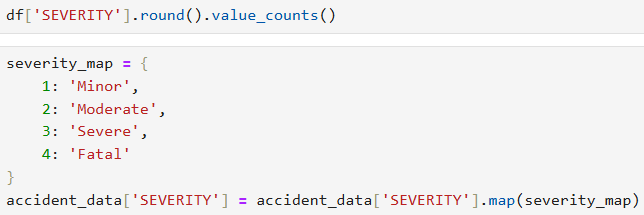 df['SEVERITY'].round().value_counts()
severity_map = {
    1: 'Minor',
    2: 'Moderate',
    3: 'Severe',
    4: 'Fatal'
}
accident_data['SEVERITY'] = accident_data['SEVERITY'].map(severity_map)